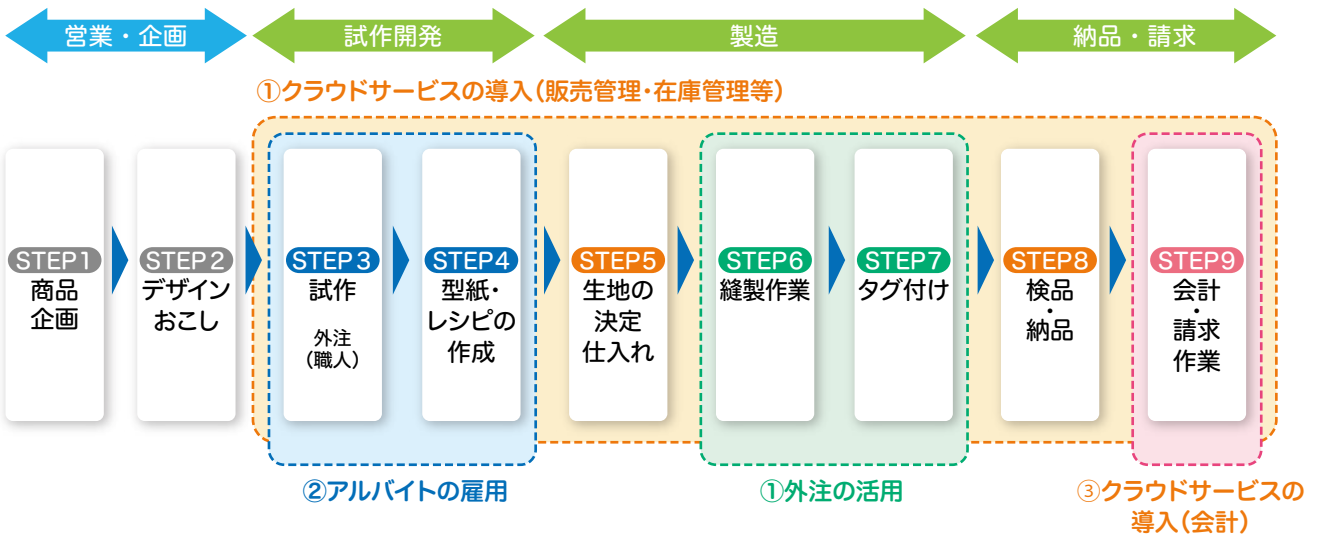 営業・企画
試作開発
製造
納品・請求
①クラウドサービスの導入（販売管理・在庫管理等）
STEP1
商品
企画
STEP2
デザイン
おこし
STEP3
試作
外注
（職人）
STEP4
型紙・
レシピの
作成
STEP5
生地の
決定
仕入れ
STEP6
縫製作業
STEP7
タグ付け
STEP8
検品
・
納品
STEP9
会計
・
請求
作業
②アルバイトの雇用
①外注の活用
③クラウドサービスの
導入（会計）